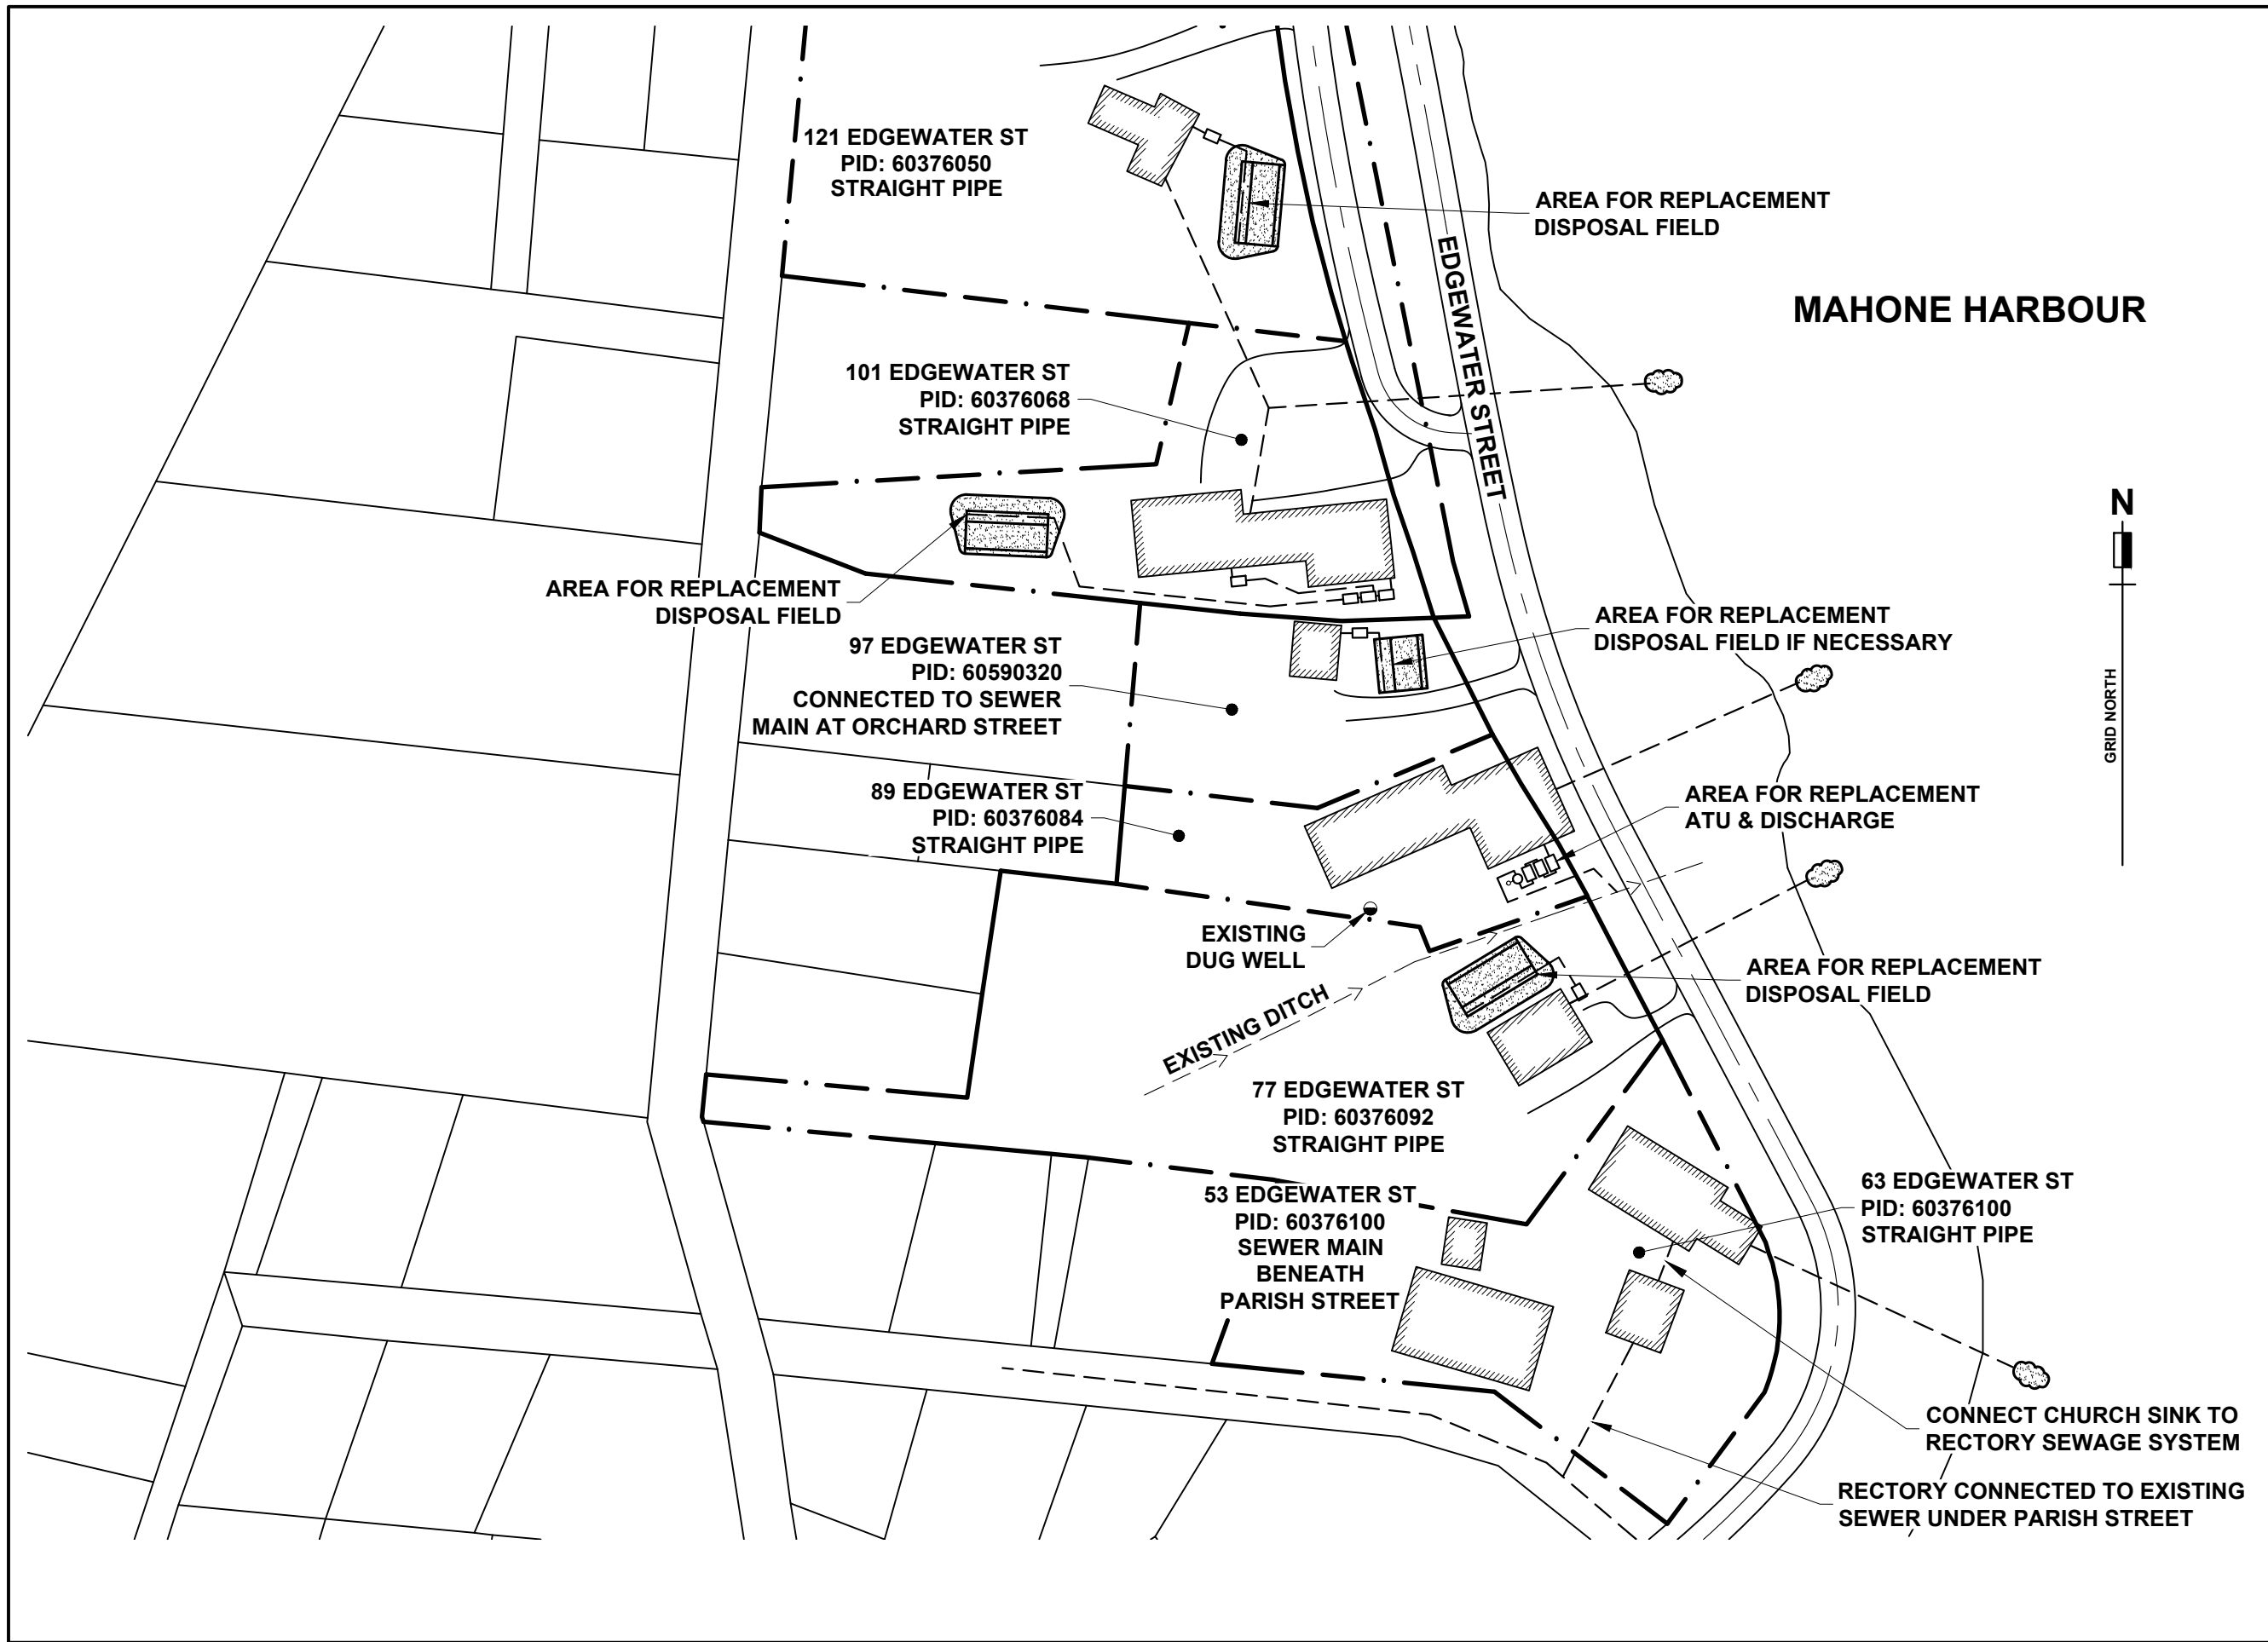 121 EDGEWATER ST
PID: 60376050
STRAIGHT PIPE
AREA FOR REPLACEMENT
DISPOSAL FIELD
EDGEWATER STREET
MAHONE HARBOUR
101 EDGEWATER ST
PID: 60376068
STRAIGHT PIPE
N
GRID NORTH
AREA FOR REPLACEMENT
DISPOSAL FIELD
AREA FOR REPLACEMENT
DISPOSAL FIELD IF NECESSARY
97 EDGEWATER ST
PID: 60590320
CONNECTED TO SEWER
MAIN AT ORCHARD STREET
89 EDGEWATER ST
PID: 60376084
STRAIGHT PIPE
AREA FOR REPLACEMENT
ATU & DISCHARGE
EXISTING
DUG WELL
AREA FOR REPLACEMENT
DISPOSAL FIELD
EXISTING DITCH
77 EDGEWATER ST
PID: 60376092
STRAIGHT PIPE
53 EDGEWATER ST
PID: 60376100
SEWER MAIN
BENEATH
PARISH STREET
63 EDGEWATER ST
PID: 60376100
STRAIGHT PIPE
CONNECT CHURCH SINK TO
RECTORY SEWAGE SYSTEM
RECTORY CONNECTED TO EXISTING
SEWER UNDER PARISH STREET